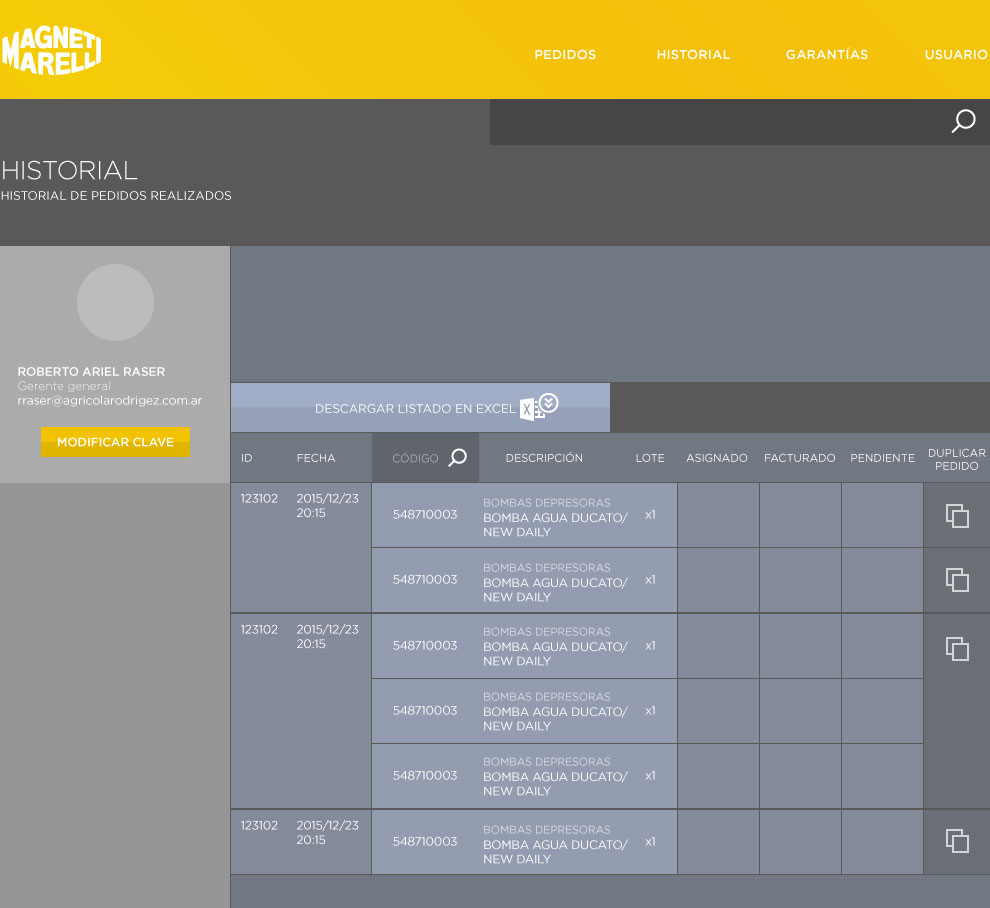 MAGNETI
MARELLI
PEDIDOS HISTORIAL GARANTÍAS USUARIO
HISTORIAL
HISTORIAL DE PEDIDOS REALIZADOS
ROBERTO ARIEL RASER
Gerente general
rraser@agricolarodrigez.com.ar
MODIFICAR CLAVE
DESCARGAR LISTADO EN EXCEL
ID FECHA CÓDIGO DESCRIPCIÓN LOTE ASIGNADO FACTURADO PENDIENTE DUPLICAR
PEDIDO
123102 2015/12/23
20:15
548710003 BOMBAS DEPRESORAS
BOMBA AGUA DUCATO/
NEW DAILY
x1
548710003 BOMBAS DEPRESORAS
BOMBA AGUA DUCATO/
NEW DAILY
x1
123102 2015/12/23
20:15
548710003 BOMBAS DEPRESORAS
BOMBA AGUA DUCATO/
NEW DAILY
x1
548710003 BOMBAS DEPRESORAS
BOMBA AGUA DUCATO/
NEW DAILY
x1
548710003 BOMBAS DEPRESORAS
BOMBA AGUA DUCATO/
NEW DAILY
x1
123102 2015/12/23
20:15
548710003 BOMBAS DEPRESORAS
BOMBA AGUA DUCATO/
NEW DAILY
x1